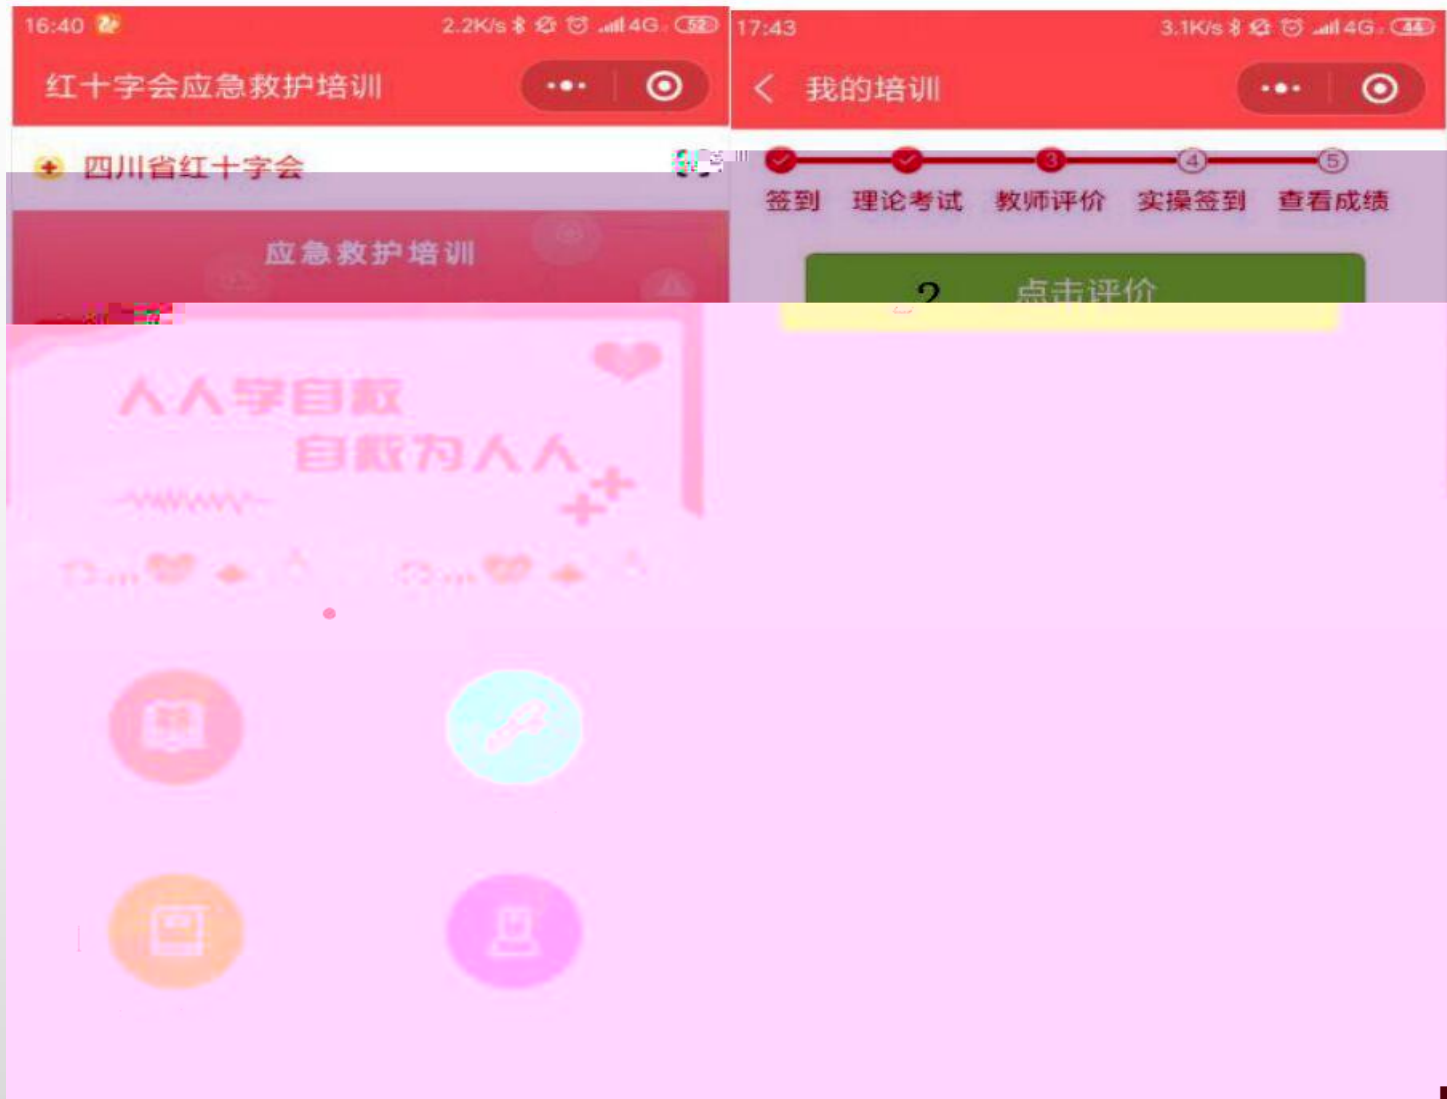 16:40 2.2K/s 4G 52
红十字会应急救护培训
四川省红十字会
应急救护培训
人人学自救
自救为人人
17:43 3.1K/s 4G 44
我的培训
3 4 5
签到 理论考试 教师评价 实操签到 查看成绩
2 点击评价